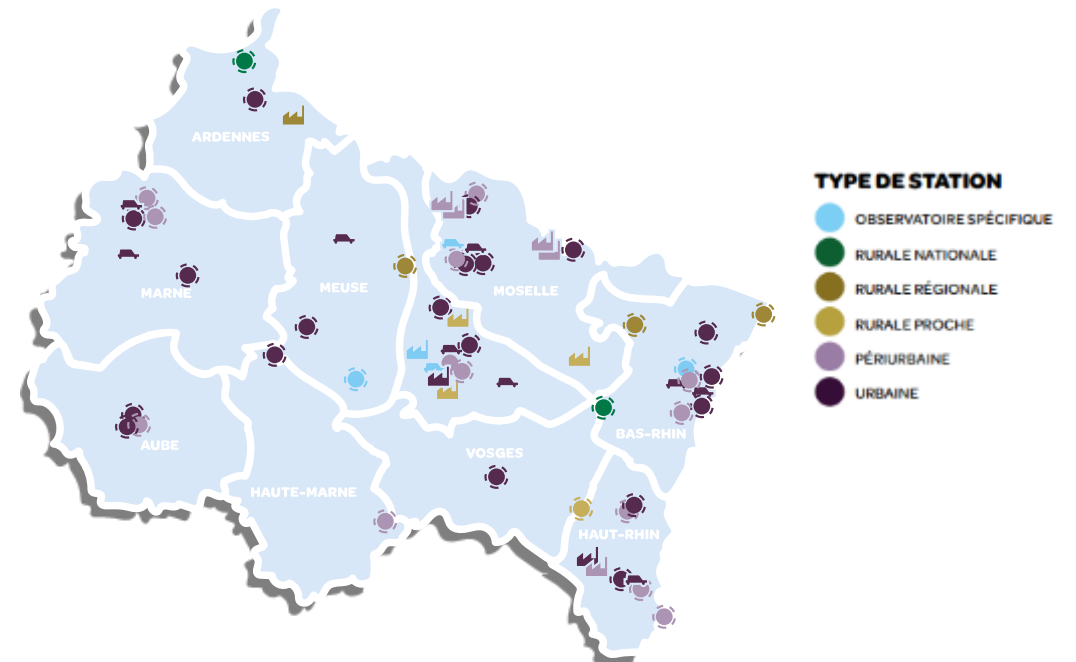 ARDENNES
MARNE
MEUSE
MOSELLE
AUBE
HAUTE-MARNE
VOSGES
BAS-RHIN
HAUT-RHIN
TYPE DE STATION
OBSERVATOIRE SPÉCIFIQUE
RURALE NATIONALE
RURALE RÉGIONALE
RURALE PROCHE
PÉRIURBAINE
URBAINE